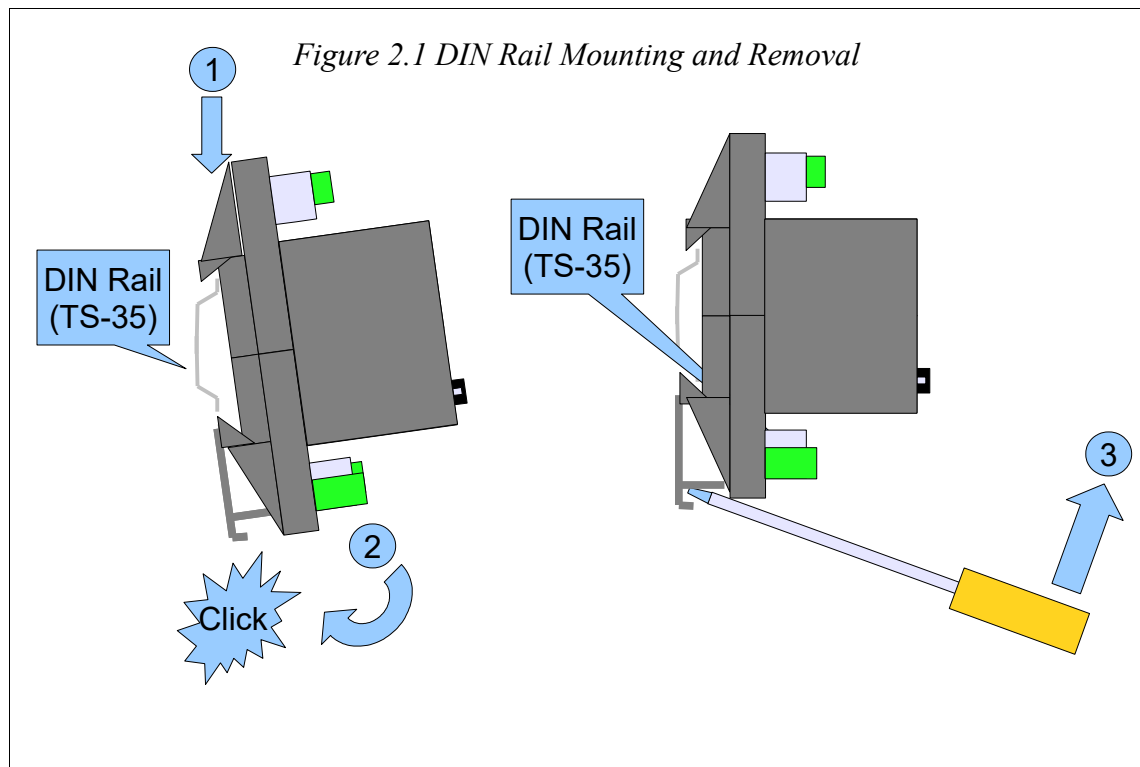 Figure 2.1 DIN Rail Mounting and Removal
1
DIN Rail
(TS-35)
Click
2
DIN Rail
(TS-35)
3